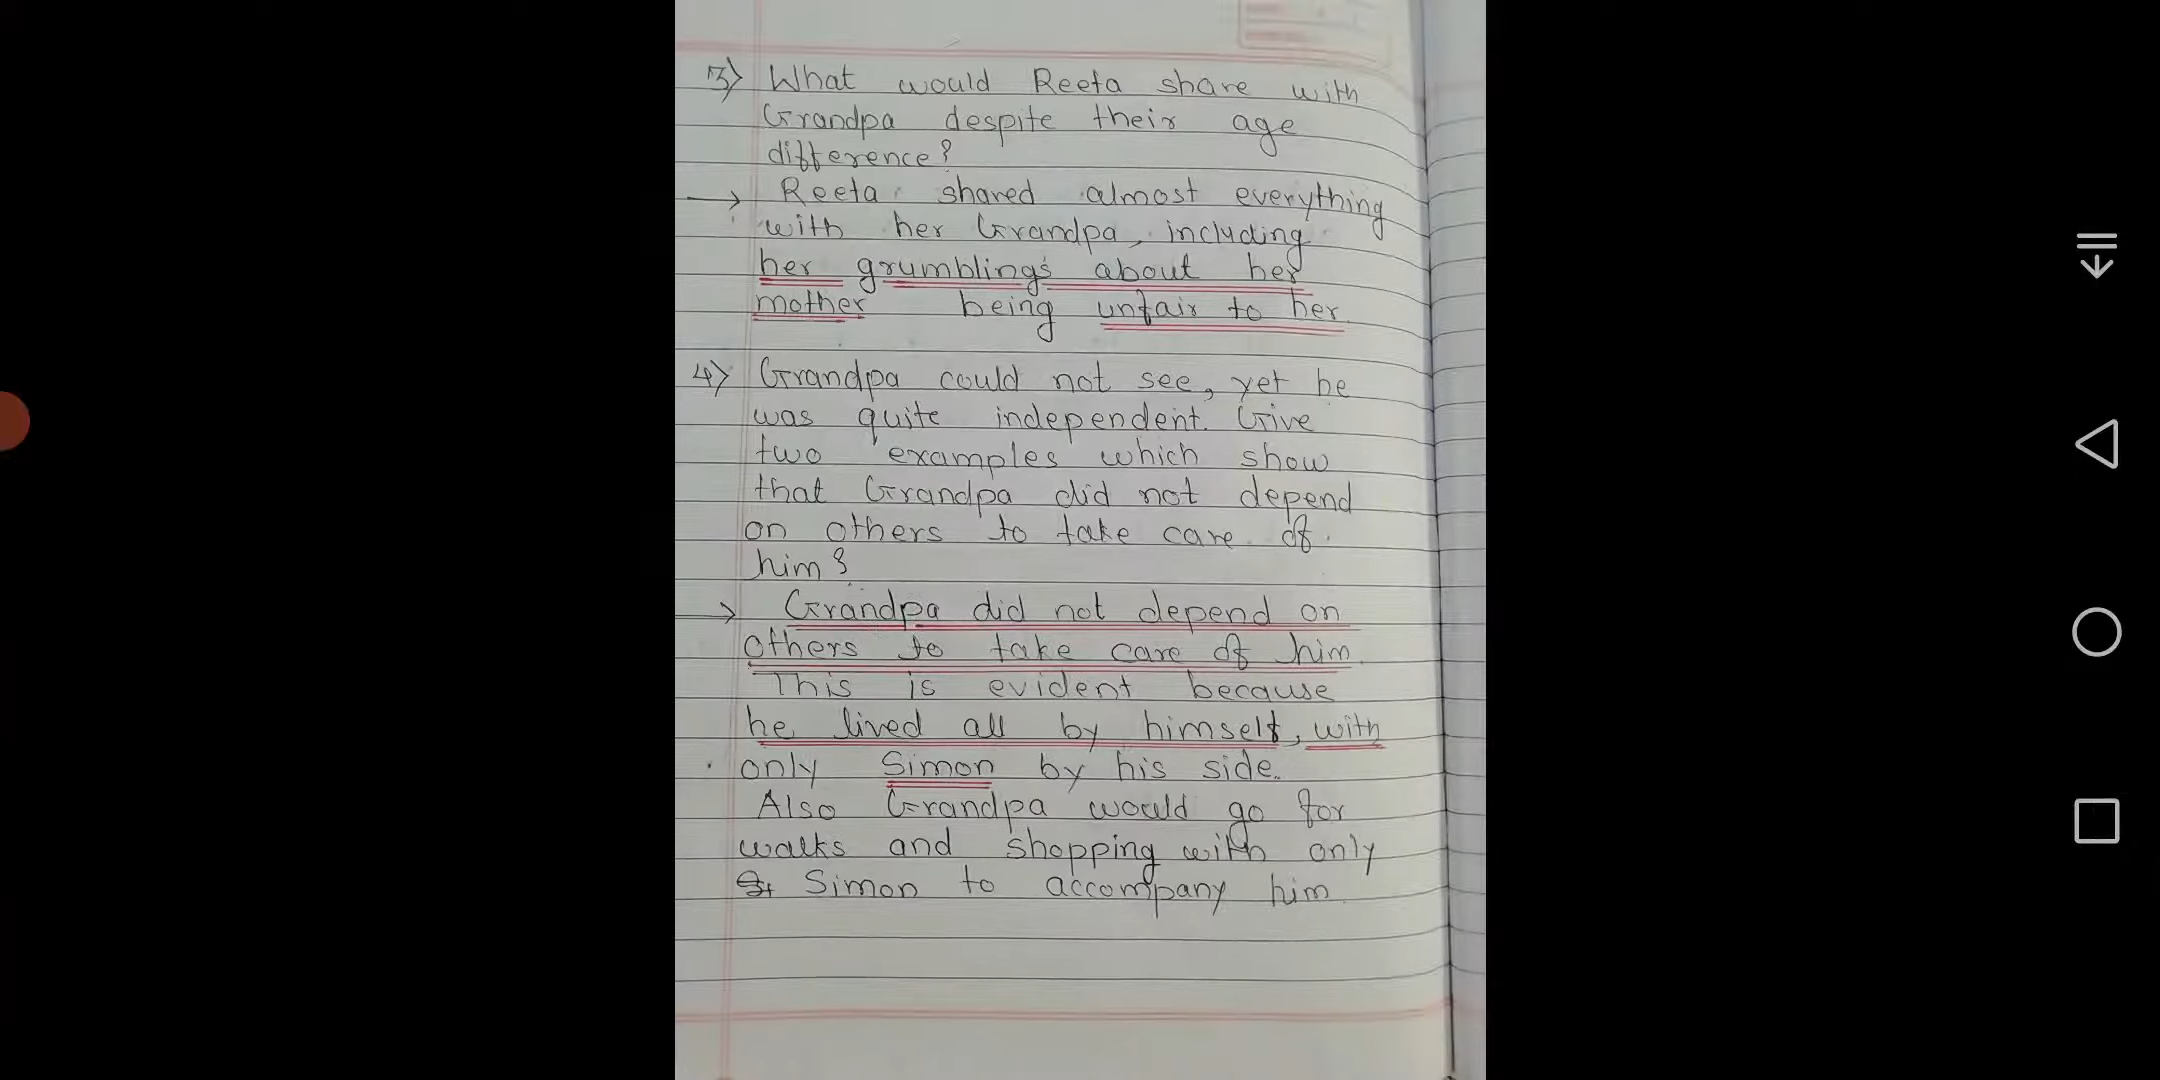 3) What would Reeta share with
Grandpa despite their age
difference?
→ Reeta shared almost everything
with her Grandpa, including
her grumblings about her
mother being unfair to her.
4) Grandpa could not see, yet he
was quite independent. Give
two examples which show
that Grandpa did not depend
on others to take care of
him?
→ Grandpa did not depend on
others to take care of him.
This is evident because
he lived all by himself, with
only Simon by his side.
Also Grandpa would go for
walks and shopping with only
Simon to accompany him.